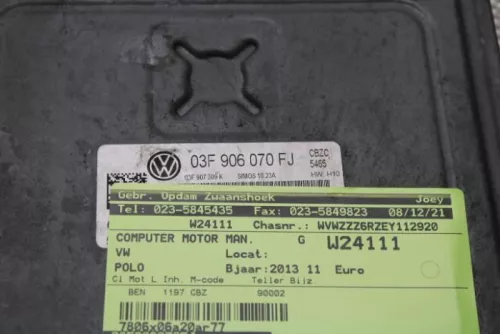 03F 906 070 FJ
CBZC
5465
03F 907 309 K SIMOS 10.23A H9W, H10
Gebr. Opdam Zwaanshoek Joey
Tel: 023-5845435 Fax: 023-5849823 08/12/21
W24111 Chasnr.: WVWZZZ6RZEY112920
COMPUTER MOTOR MAN. G W24111
VW Locat:
POLO Bjaar: 2013 11 Euro
Cl Mot L Inh. M-code Teller Blz
BEN 1197 CBZ 90002
7806x06a20ar77